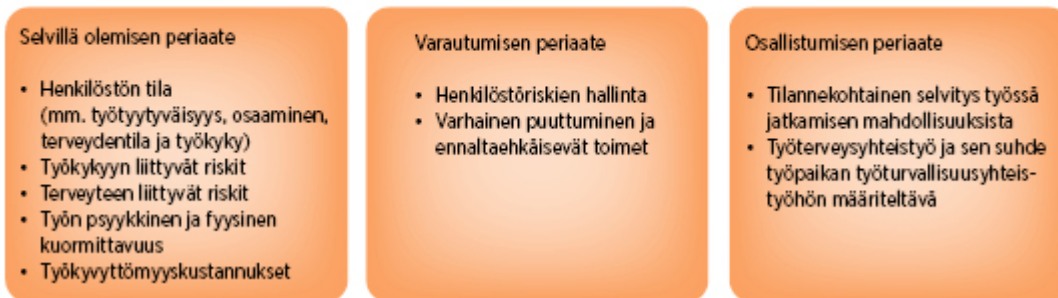 Selvillä olemisen periaate
• Henkilöstön tila
(mm. työtyytyväisyys, osaaminen,
terveydentila ja työkyky)
• Työkykyyn liittyvät riskit
• Terveyteen liittyvät riskit
• Työn psyykkinen ja fyysinen
kuormittavuus
• Työkyvyttömyyskustannukset
Varautumisen periaate
• Henkilöstöriskien hallinta
• Varhainen puuttuminen ja
ennaltaehkäisevät toimet
Osallistumisen periaate
• Tilannekohtainen selvitys työssä
jatkamisen mahdollisuuksista
• Työterveysyhteistyö ja sen suhde
työpaikan työturvallisuusyhteis-
työhön määriteltävä